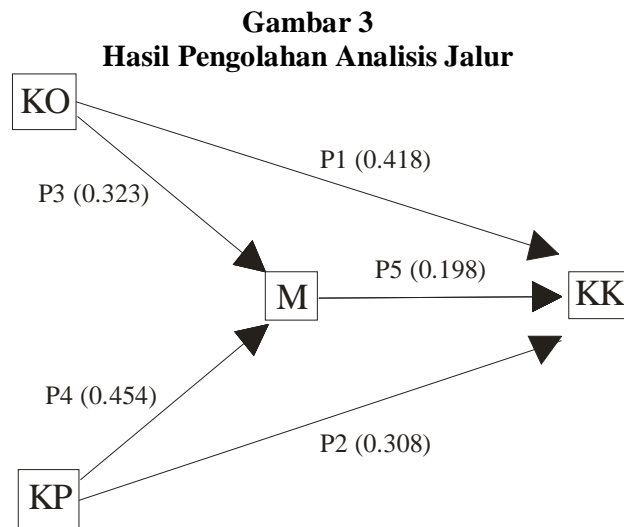 Gambar 3
Hasil Pengolahan Analisis Jalur
KO
P1 (0.418)
P3 (0.323)
P5 (0.198)
M
KK
P4 (0.454)
P2 (0.308)
KP